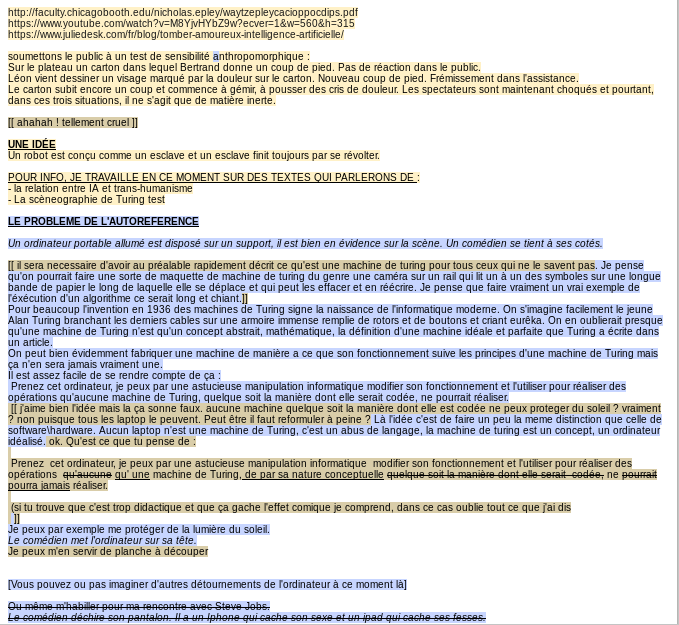 http://faculty.chicagobooth.edu/nicholas.epley/waytzepleycacioppocdips.pdf
https://www.youtube.com/watch?v=M8YjvHYbZ9w?ecver=1&w=560&h=315
https://www.juliedesk.com/fr/blog/tomber-amoureux-intelligence-artificielle/
soumettons le public à un test de sensibilité anthropomorphique :
Sur le plateau un carton dans lequel Bertrand donne un coup de pied. Pas de réaction dans le public.
Léon vient dessiner un visage marqué par la douleur sur le carton. Nouveau coup de pied. Frémissement dans l'assistance.
Le carton subit encore un coup et commence à gémir, à pousser des cris de douleur. Les spectateurs sont maintenant choqués et pourtant,
dans ces trois situations, il ne s'agit que de matière inerte.
[[ ahahah ! tellement cruel ]]
UNE IDÉE
Un robot est conçu comme un esclave et un esclave finit toujours par se révolter.
POUR INFO, JE TRAVAILLE EN CE MOMENT SUR DES TEXTES QUI PARLERONS DE :
- la relation entre IA et trans-humanisme
- La scèneographie de Turing test
LE PROBLEME DE L'AUTOREFERENCE
Un ordinateur portable allumé est disposé sur un support, il est bien en évidence sur la scène. Un comédien se tient à ses cotés.
[[ il sera necessaire d'avoir au préalable rapidement décrit ce qu'est une machine de turing pour tous ceux qui ne le savent pas. Je pense
qu'on pourrait faire une sorte de maquette de machine de turing du genre une caméra sur un rail qui lit un à un des symboles sur une longue
bande de papier le long de laquelle elle se déplace et qui peut les effacer et en réécrire. Je pense que faire vraiment un vrai exemple de
l'éxécution d'un algorithme ce serait long et chiant.]]
Pour beaucoup l'invention en 1936 des machines de Turing signe la naissance de l'informatique moderne. On s'imagine facilement le jeune
Alan Turing branchant les derniers cables sur une armoire immense remplie de rotors et de boutons et criant eurêka. On en oublierait presque
qu'une machine de Turing n'est qu'un concept abstrait, mathématique, la définition d'une machine idéale et parfaite que Turing a écrite dans
un article.
On peut bien évidemment fabriquer une machine de manière a ce que son fonctionnement suive les principes d'une machine de Turing mais
ça n'en sera jamais vraiment une.
Il est assez facile de se rendre compte de ça :
Prenez cet ordinateur, je peux par une astucieuse manipulation informatique modifier son fonctionnement et l'utiliser pour réaliser des
opérations qu'aucune machine de Turing, quelque soit la manière dont elle serait codée, ne pourrait réaliser.
[[ j'aime bien l'idée mais la ça sonne faux. aucune machine quelque soit la manière dont elle est codée ne peux proteger du soleil ? vraiment
? non puisque tous les laptop le peuvent. Peut être il faut reformuler à peine ? Là l'idée c'est de faire un peu la meme distinction que celle de
software\hardware. Aucun laptop n'est une machine de Turing, c'est un abus de langage, la machine de turing est un concept, un ordinateur
idéalisé. ok. Qu'est ce que tu pense de :
Prenez cet ordinateur, je peux par une astucieuse manipulation informatique modifier son fonctionnement et l'utiliser pour réaliser des
opérations qu'aucune qu' une machine de Turing, de par sa nature conceptuelle quelque soit la manière dont elle serait codée, ne pourrait
pourra jamais réaliser.
(si tu trouve que c'est trop didactique et que ça gache l'effet comique je comprend, dans ce cas oublie tout ce que j'ai dis
]]
Je peux par exemple me protéger de la lumière du soleil.
Le comédien met l'ordinateur sur sa tête.
Je peux m'en servir de planche à découper
[Vous pouvez ou pas imaginer d'autres détournements de l'ordinateur à ce moment là]
Ou même m'habiller pour ma rencontre avec Steve Jobs.
Le comédien déchire son pantalon. Il a un Iphone qui cache son sexe et un ipad qui cache ses fesses.